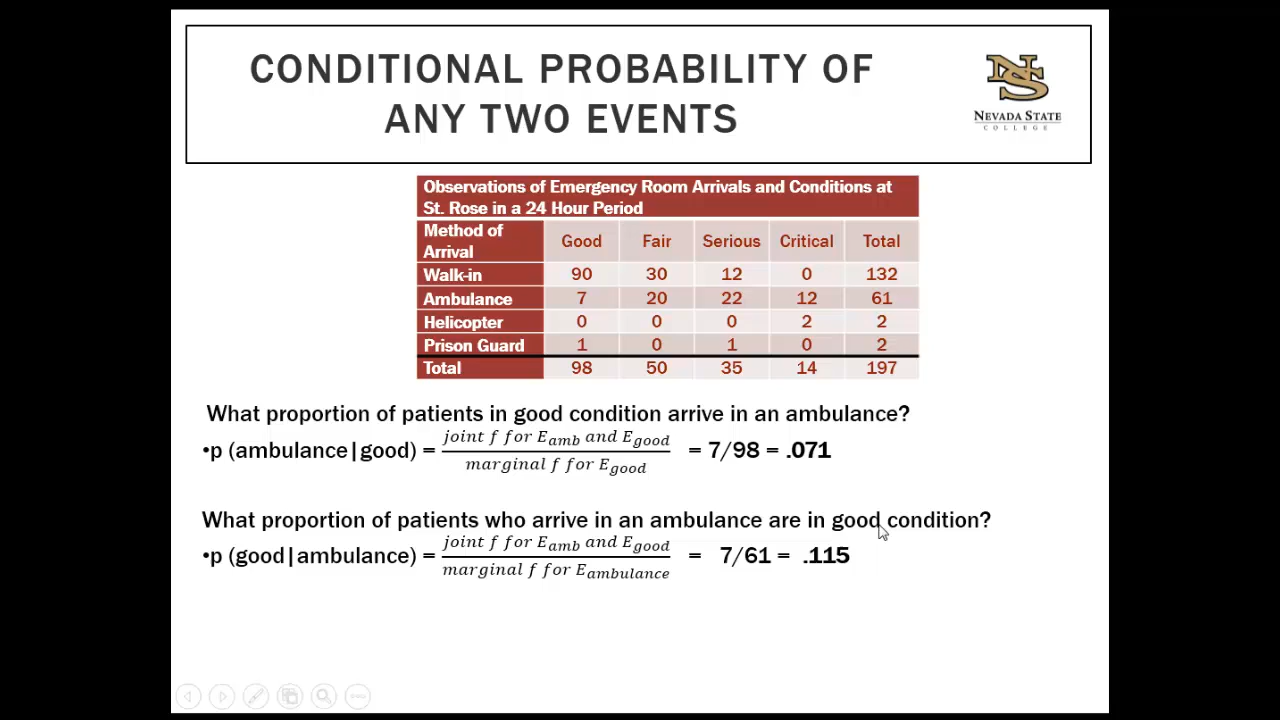 CONDITIONAL PROBABILITY OF
ANY TWO EVENTS
NEVADA STATE
COLLEGE
Observations of Emergency Room Arrivals and Conditions at
St. Rose in a 24 Hour Period
Method of
Arrival Good Fair Serious Critical Total
Walk-in 90 30 12 0 132
Ambulance 7 20 22 12 61
Helicopter 0 0 0 2 2
Prison Guard 1 0 1 0 2
Total 98 50 35 14 197
What proportion of patients in good condition arrive in an ambulance?
•p (ambulance|good) = joint f for E_amb and E_good / marginal f for E_good = 7/98 = .071
What proportion of patients who arrive in an ambulance are in good condition?
•p (good|ambulance) = joint f for E_amb and E_good / marginal f for E_ambulance = 7/61 = .115